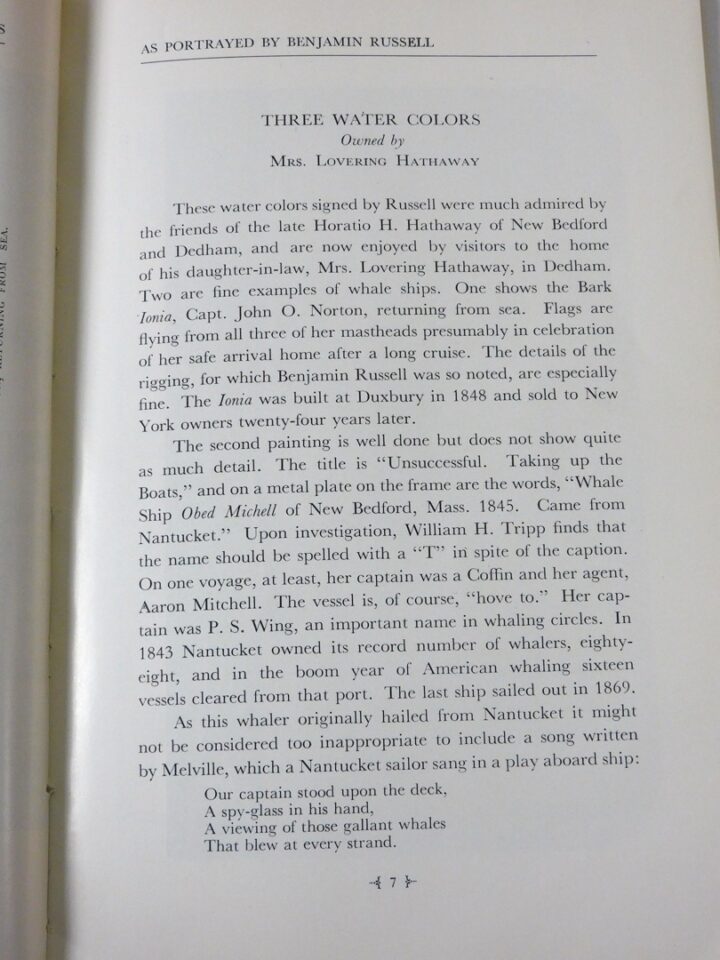 AS PORTRAYED BY BENJAMIN RUSSELL
THREE WATER COLORS
Owned by
MRS. LOVERING HATHAWAY
These water colors signed by Russell were much admired by
the friends of the late Horatio H. Hathaway of New Bedford
and Dedham, and are now enjoyed by visitors to the home
of his daughter-in-law, Mrs. Lovering Hathaway, in Dedham.
Two are fine examples of whale ships. One shows the Bark
Ionia, Capt. John O. Norton, returning from sea. Flags are
flying from all three of her mastheads presumably in celebration
of her safe arrival home after a long cruise. The details of the
rigging, for which Benjamin Russell was so noted, are especially
fine. The Ionia was built at Duxbury in 1848 and sold to New
York owners twenty-four years later.
The second painting is well done but does not show quite
as much detail. The title is "Unsuccessful. Taking up the
Boats," and on a metal plate on the frame are the words, "Whale
Ship Obed Michell of New Bedford, Mass. 1845. Came from
Nantucket." Upon investigation, William H. Tripp finds that
the name should be spelled with a "T" in spite of the caption.
On one voyage, at least, her captain was a Coffin and her agent,
Aaron Mitchell. The vessel is, of course, "hove to." Her cap-
tain was P. S. Wing, an important name in whaling circles. In
1843 Nantucket owned its record number of whalers, eighty-
eight, and in the boom year of American whaling sixteen
vessels cleared from that port. The last ship sailed out in 1869.
As this whaler originally hailed from Nantucket it might
not be considered too inappropriate to include a song written
by Melville, which a Nantucket sailor sang in a play aboard ship:
Our captain stood upon the deck,
A spy-glass in his hand,
A viewing of those gallant whales
That blew at every strand.
7
S
RETURNING FROM SEA.